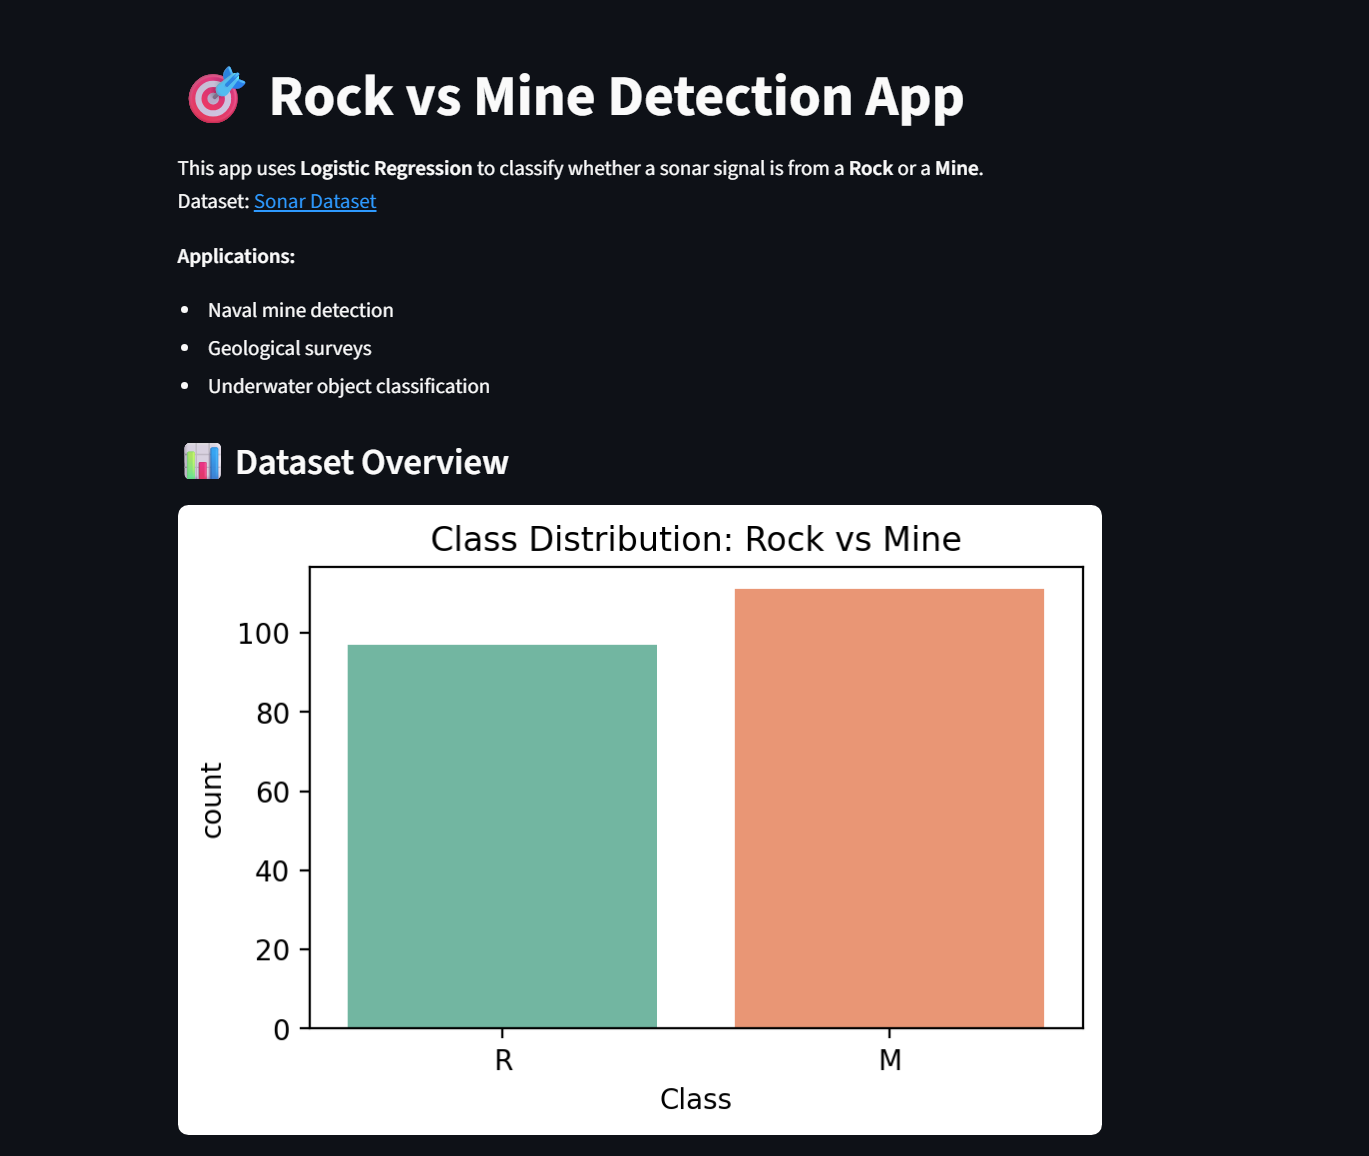 Rock vs Mine Detection App
This app uses Logistic Regression to classify whether a sonar signal is from a Rock or a Mine.
Dataset: Sonar Dataset
Applications:
Naval mine detection
Geological surveys
Underwater object classification
Dataset Overview
Class Distribution: Rock vs Mine
100
80
60
40
20
0
count
R M
Class